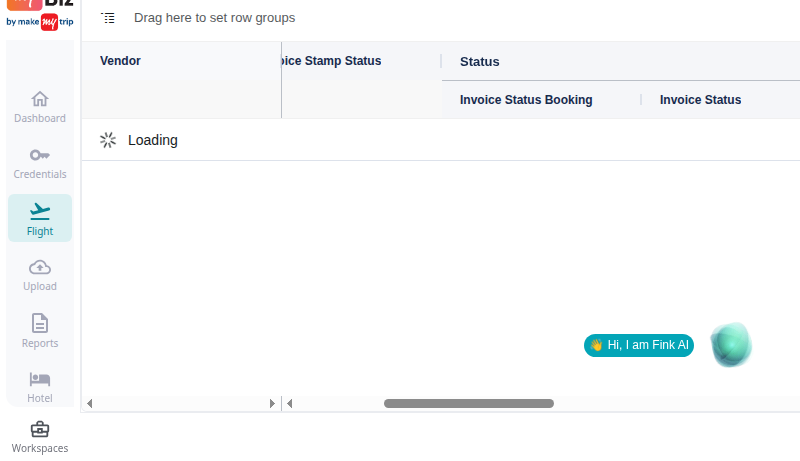 Biz
by make my trip
Drag here to set row groups
Vendor
oice Stamp Status
Status
Invoice Status Booking
Invoice Status
Loading
Dashboard
Credentials
Flight
Upload
Reports
Hotel
Workspaces
👋 Hi, I am Fink AI